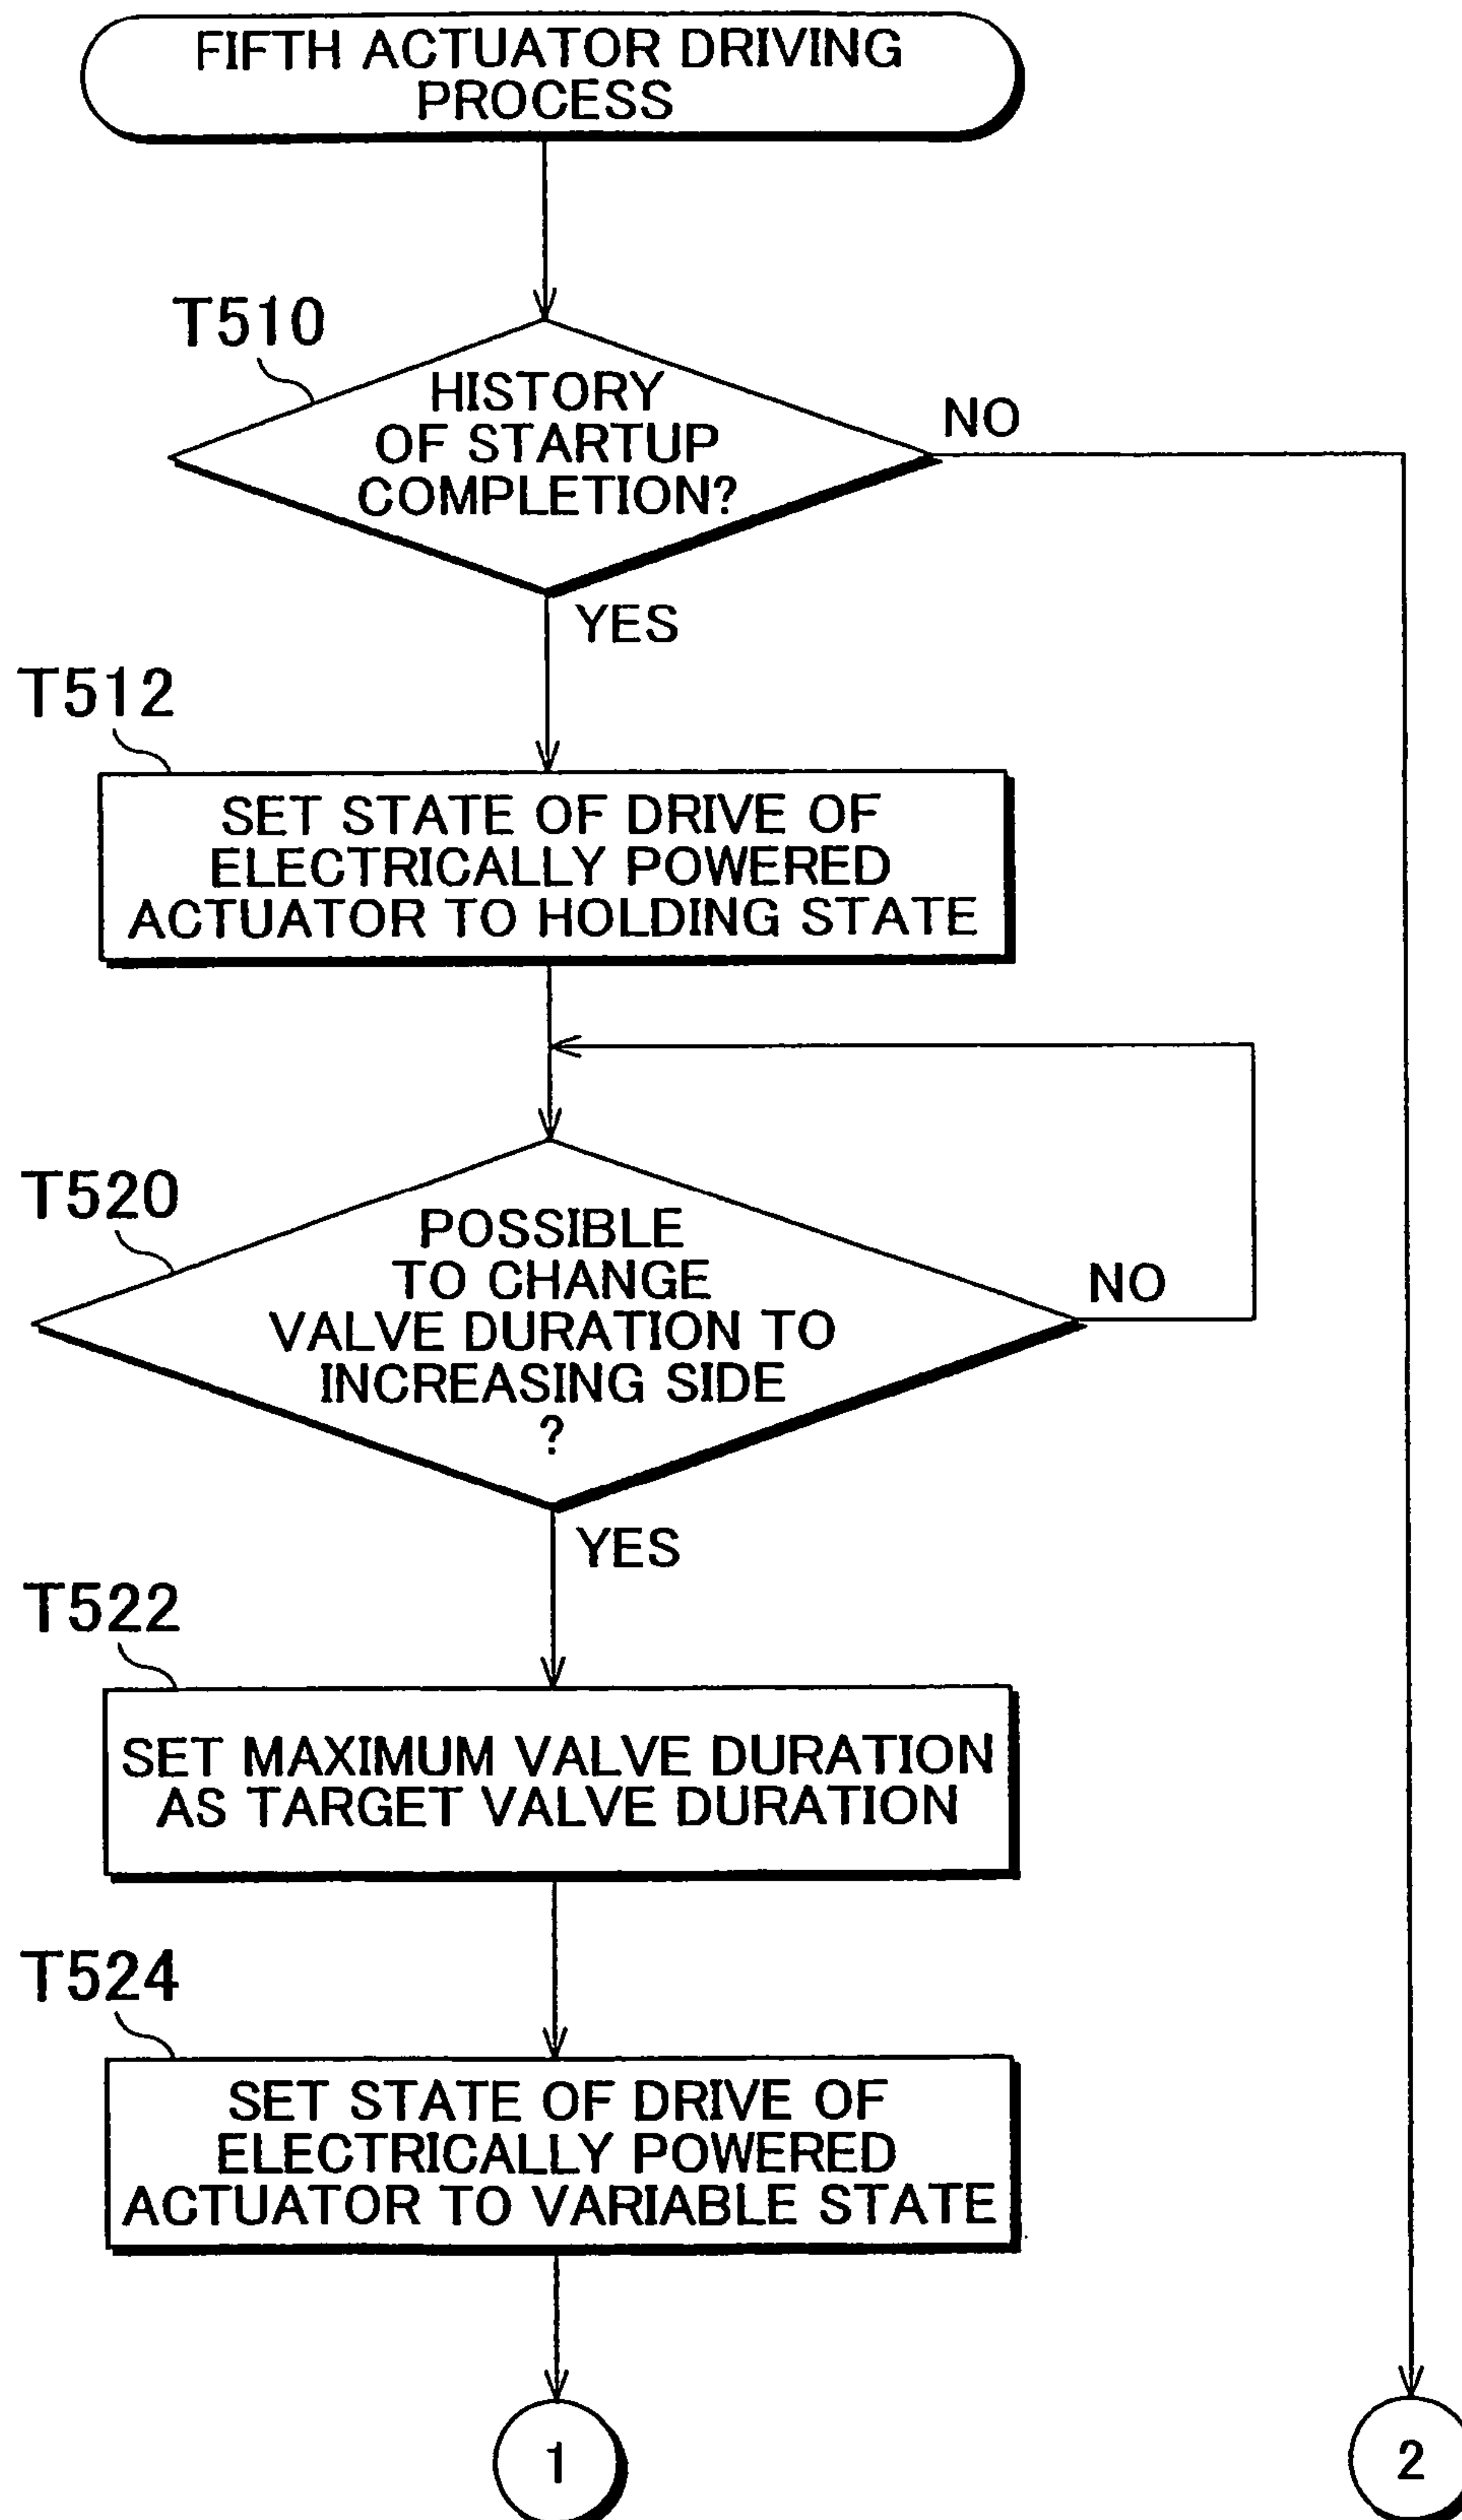 FIFTH ACTUATOR DRIVING
PROCESS
T510
HISTORY
OF STARTUP
COMPLETION?
NO
YES
T512
SET STATE OF DRIVE OF
ELECTRICALLY POWERED
ACTUATOR TO HOLDING STATE
T520
POSSIBLE
TO CHANGE
VALVE DURATION TO
INCREASING SIDE
?
NO
YES
T522
SET MAXIMUM VALVE DURATION
AS TARGET VALVE DURATION
T524
SET STATE OF DRIVE OF
ELECTRICALLY POWERED
ACTUATOR TO VARIABLE STATE
1
2